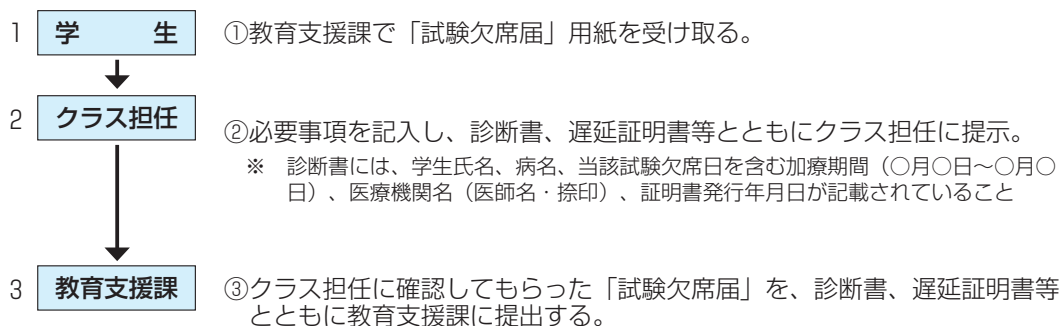 1 学　生 ①教育支援課で「試験欠席届」用紙を受け取る。
2 クラス担任 ②必要事項を記入し、診断書、遅延証明書等とともにクラス担任に提示。
※　診断書には、学生氏名、病名、当該試験欠席日を含む加療期間（○月○日～○月○
日）、医療機関名（医師名・捺印）、証明書発行年月日が記載されていること
3 教育支援課 ③クラス担任に確認してもらった「試験欠席届」を、診断書、遅延証明書等
とともに教育支援課に提出する。